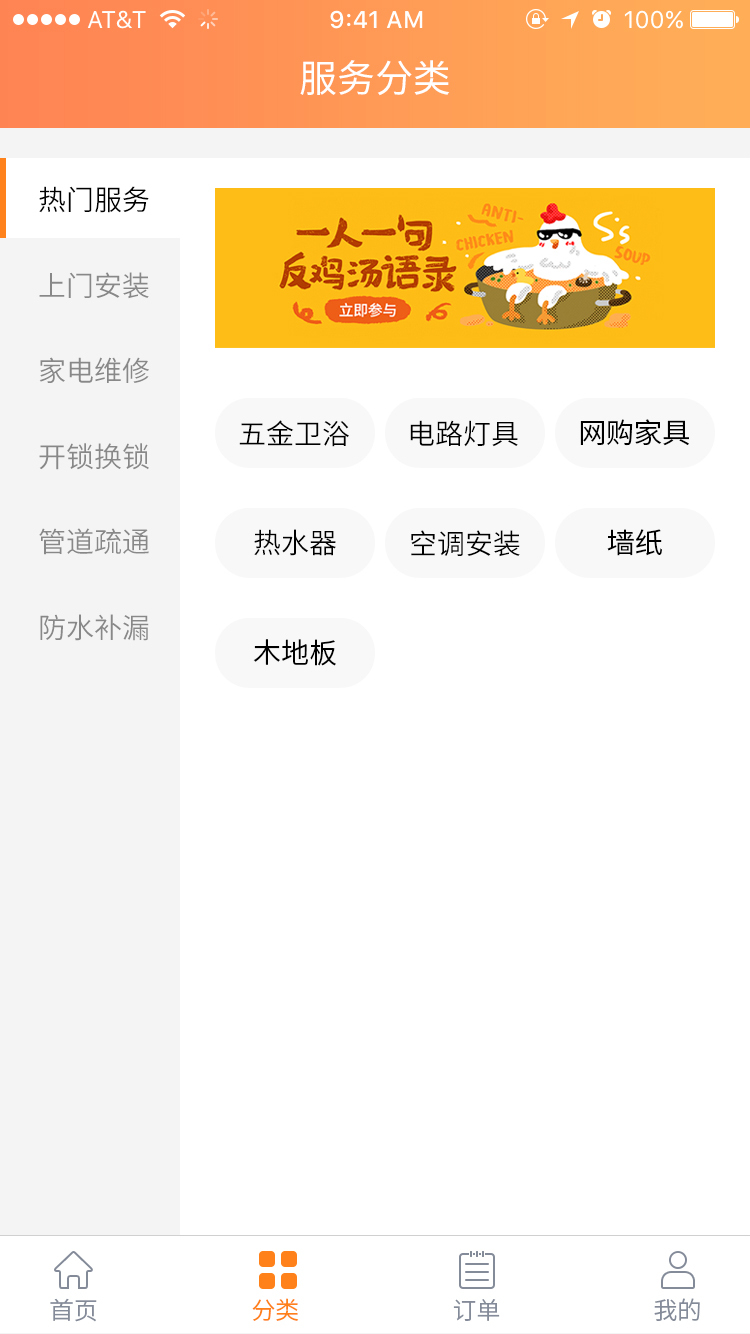 AT&T 9:41 AM 100%
服务分类
热门服务
上门安装
家电维修
开锁换锁
管道疏通
防水补漏
一人一句
反鸡汤语录
立即参与
ANTI-
CHICKEN
SOUP
S's
五金卫浴 电路灯具 网购家具
热水器 空调安装 墙纸
木地板
首页 分类 订单 我的